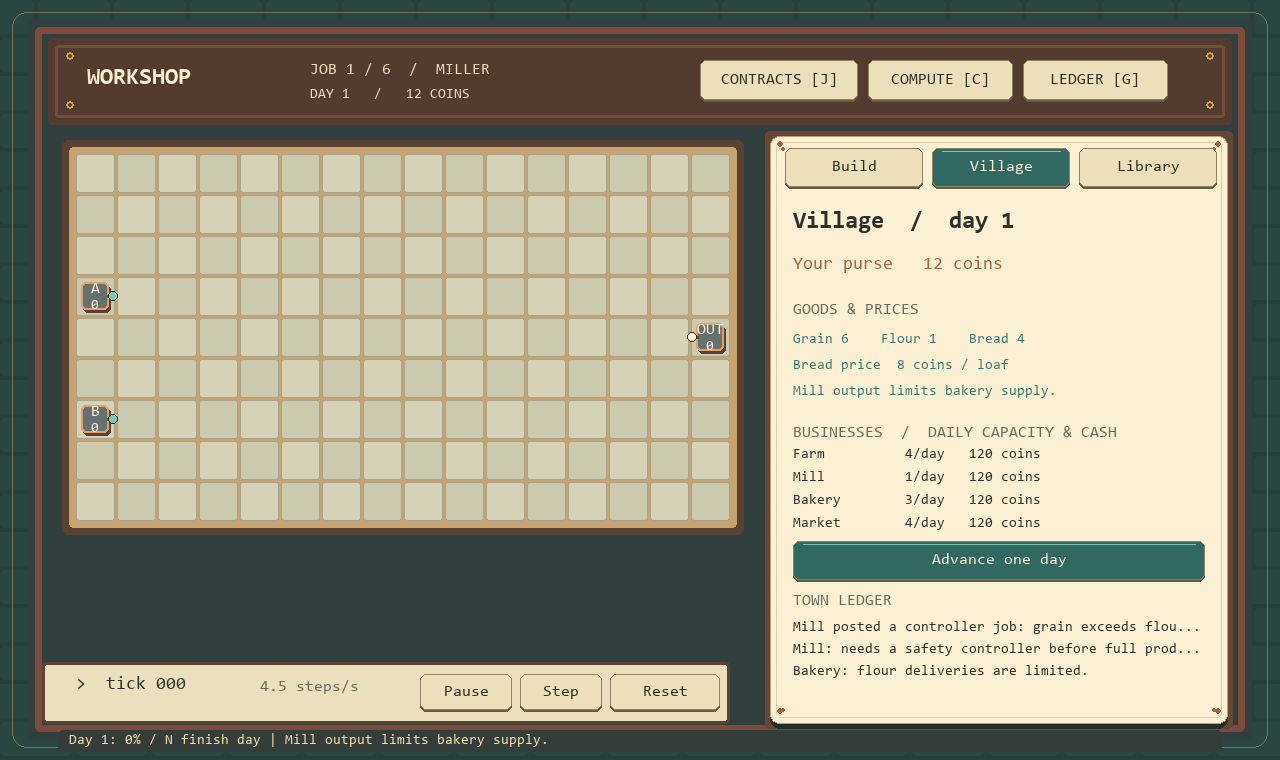 WORKSHOP
JOB 1 / 6  /  MILLER
DAY 1  /  12 COINS
CONTRACTS [J]
COMPUTE [C]
LEDGER [G]
A
0
OUT
0
B
0
Build
Village
Library
Village  /  day 1
Your purse  12 coins
GOODS & PRICES
Grain 6  Flour 1  Bread 4
Bread price  8 coins / loaf
Mill output limits bakery supply.
BUSINESSES  /  DAILY CAPACITY & CASH
Farm  4/day  120 coins
Mill  1/day  120 coins
Bakery  3/day  120 coins
Market  4/day  120 coins
Advance one day
TOWN LEDGER
Mill posted a controller job: grain exceeds flou...
Mill: needs a safety controller before full prod...
Bakery: flour deliveries are limited.
>  tick 000
4.5 steps/s
Pause
Step
Reset
Day 1: 0% / N finish day | Mill output limits bakery supply.